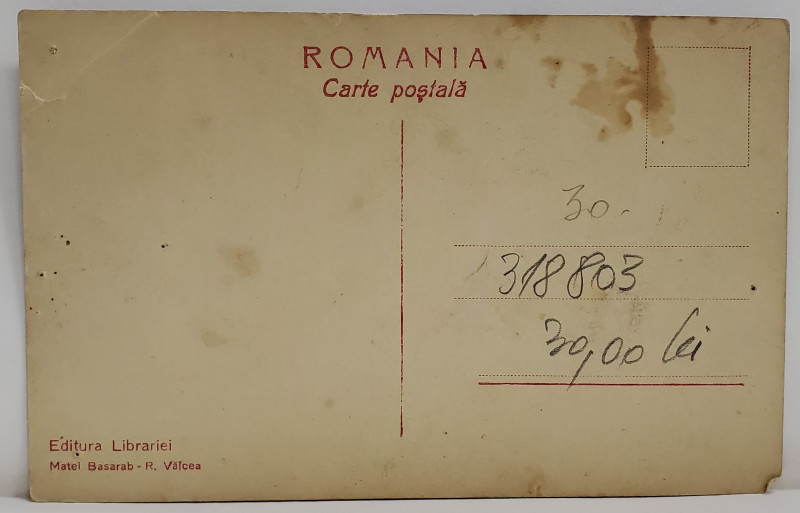 ROMANIA
Carte poștală
30.
318803
30,00 lei
Editura Librariei
Matei Basarab - R. Vâlcea